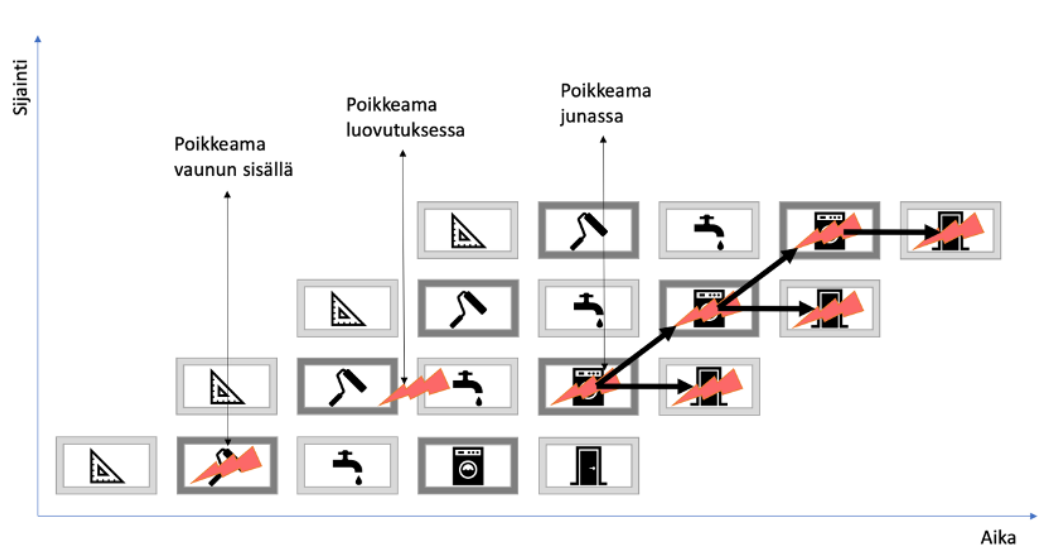 Sijainti
Poikkeama
vaunun sisällä
Poikkeama
luovutuksessa
Poikkeama
junassa
Aika